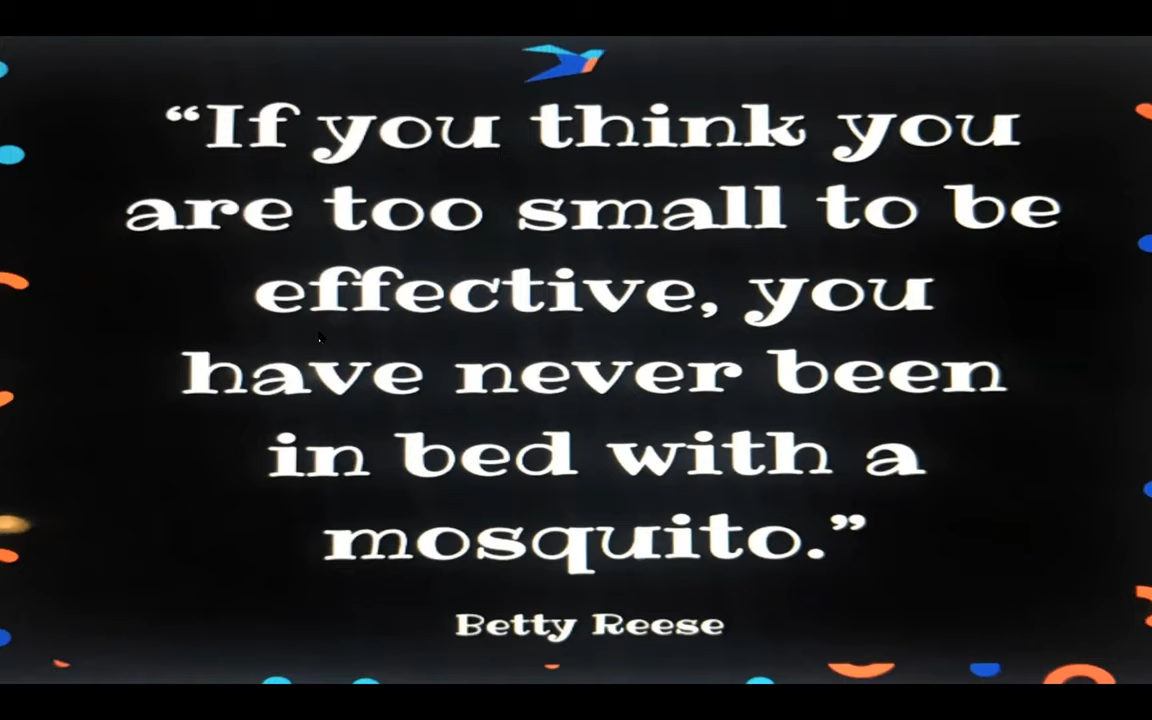 “If you think you
are too small to be
effective, you
have never been
in bed with a
mosquito.”
Betty Reese